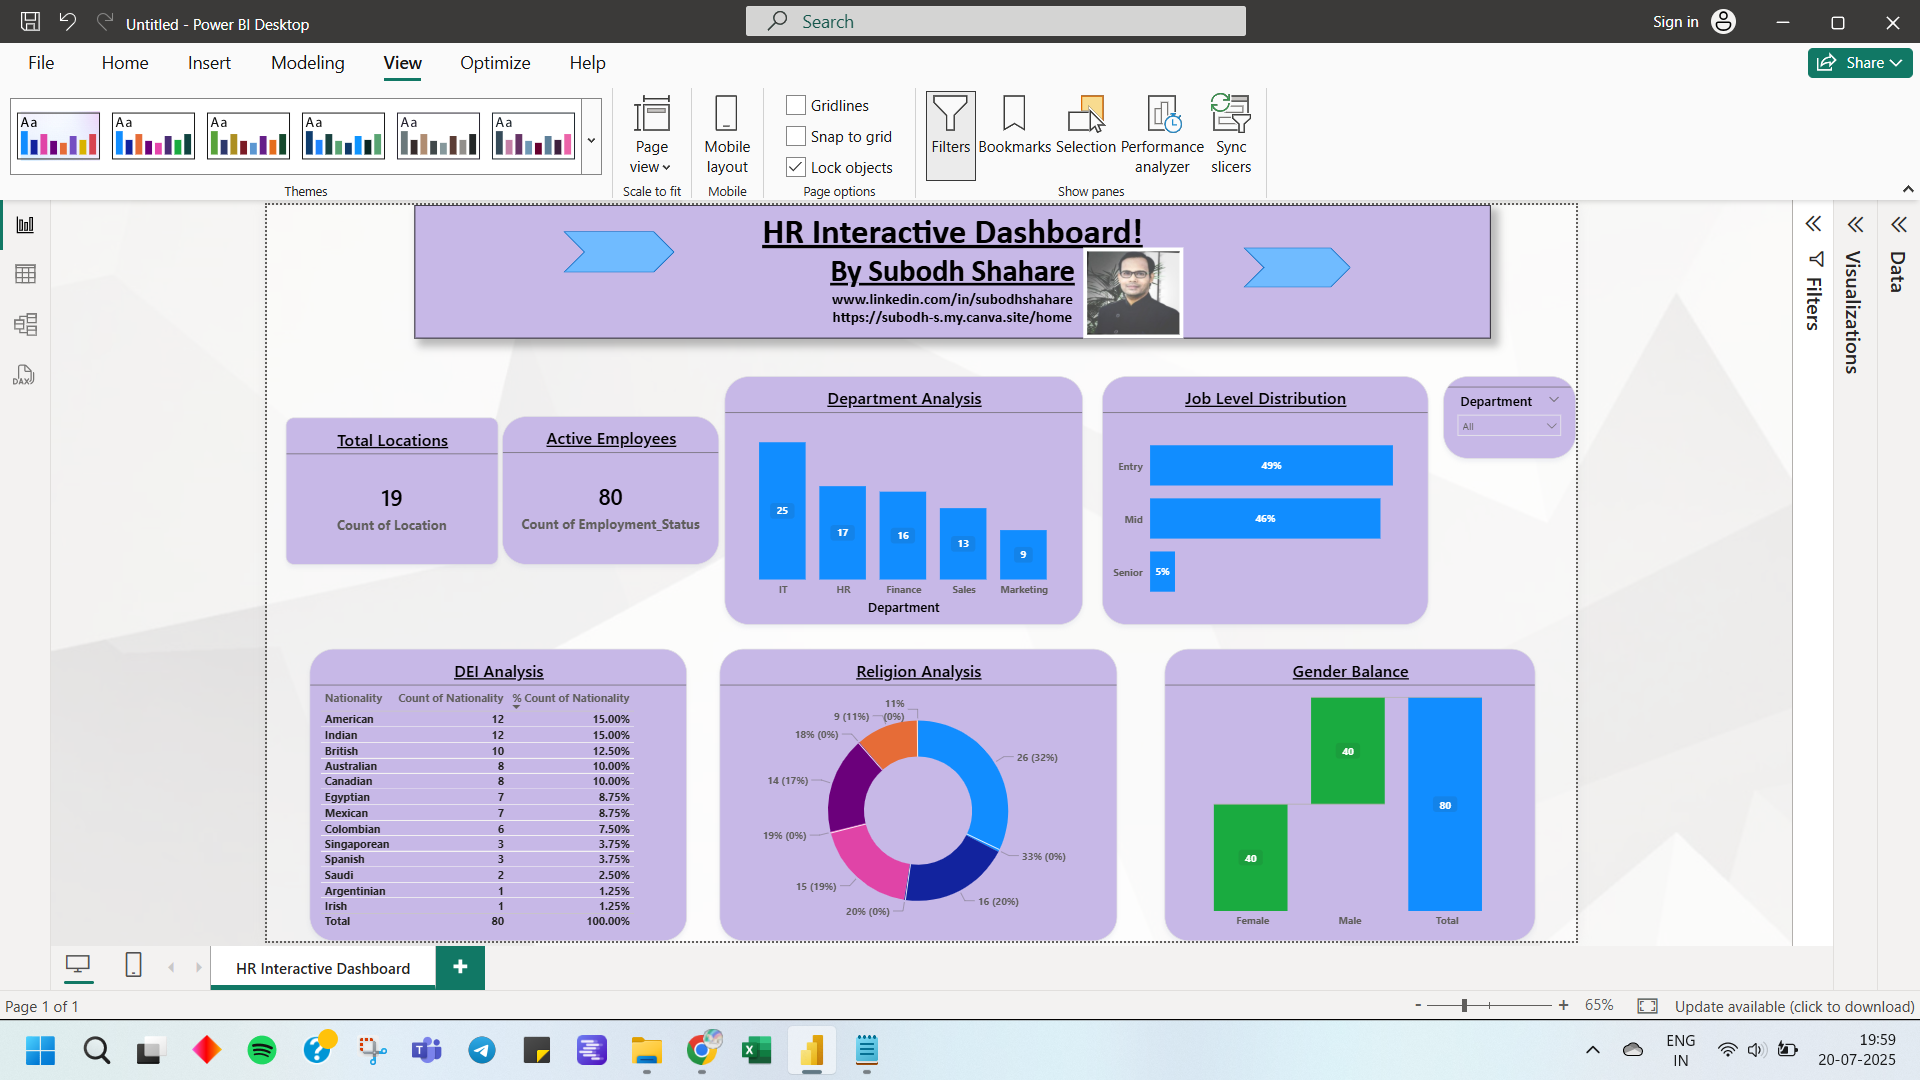 Untitled - Power BI Desktop
Search
Sign in
File Home Insert Modeling View Optimize Help
Share
Aa Aa Aa Aa Aa Aa
Themes
Page view
Scale to fit
Mobile layout
Mobile
Gridlines
Snap to grid
Lock objects
Page options
Filters
Bookmarks
Selection
Performance analyzer
Sync slicers
Show panes
DAX
HR Interactive Dashboard!
By Subodh Shahare
www.linkedin.com/in/subodhshahare
https://subodh-s.my.canva.site/home
Filters
Visualizations
Data
Total Locations
19
Count of Location
Active Employees
80
Count of Employment_Status
Department Analysis
25 17 16 13 9
IT HR Finance Sales Marketing
Department
Job Level Distribution
Entry 49%
Mid 46%
Senior 5%
Department
All
DEI Analysis
Nationality Count of Nationality % Count of Nationality
American 12 15.00%
Indian 12 15.00%
British 10 12.50%
Australian 8 10.00%
Canadian 8 10.00%
Egyptian 7 8.75%
Mexican 7 8.75%
Colombian 6 7.50%
Singaporean 3 3.75%
Spanish 3 3.75%
Saudi 2 2.50%
Argentinian 1 1.25%
Irish 1 1.25%
Total 80 100.00%
Religion Analysis
11% (0%)
9 (11%)
18% (0%)
26 (32%)
14 (17%)
19% (0%)
33% (0%)
15 (19%)
16 (20%)
20% (0%)
Gender Balance
40 40 80
Female Male Total
HR Interactive Dashboard
Page 1 of 1
- + 65%
Update available (click to download)
ENG
IN
19:59
20-07-2025